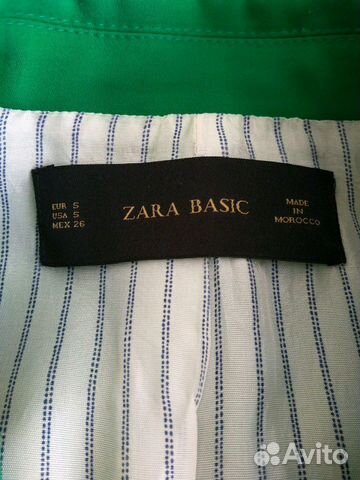 EUR S
USA S
MEX 26
ZARA BASIC
MADE
IN
MOROCCO
Avito